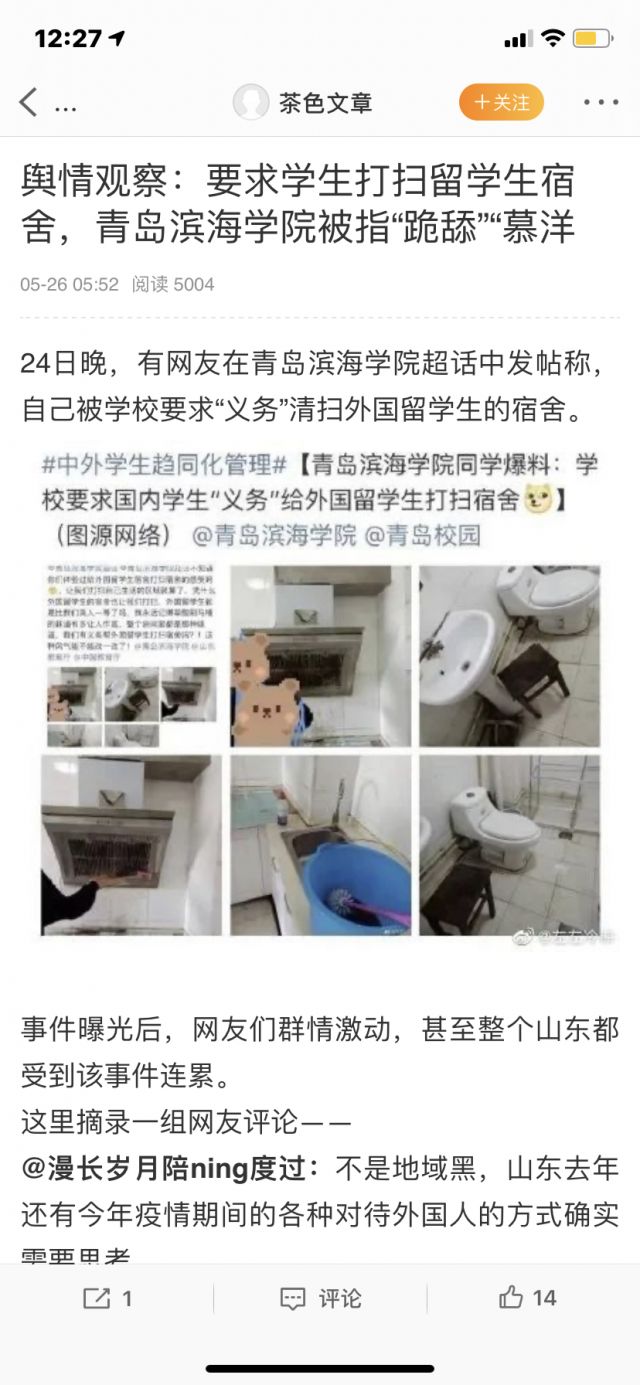 12:27
...
茶色文章
＋关注
舆情观察：要求学生打扫留学生宿
舍，青岛滨海学院被指“跪舔”“慕洋
05-26 05:52 阅读 5004
24日晚，有网友在青岛滨海学院超话中发帖称，
自己被学校要求“义务”清扫外国留学生的宿舍。
#中外学生趋同化管理#【青岛滨海学院同学爆料：学
校要求国内学生“义务”给外国留学生打扫宿舍】
（图源网络）@青岛滨海学院 @青岛校园
事件曝光后，网友们群情激动，甚至整个山东都
受到该事件连累。
这里摘录一组网友评论——
@漫长岁月陪ning度过：不是地域黑，山东去年
还有今年疫情期间的各种对待外国人的方式确实
需要思考
1
评论
14